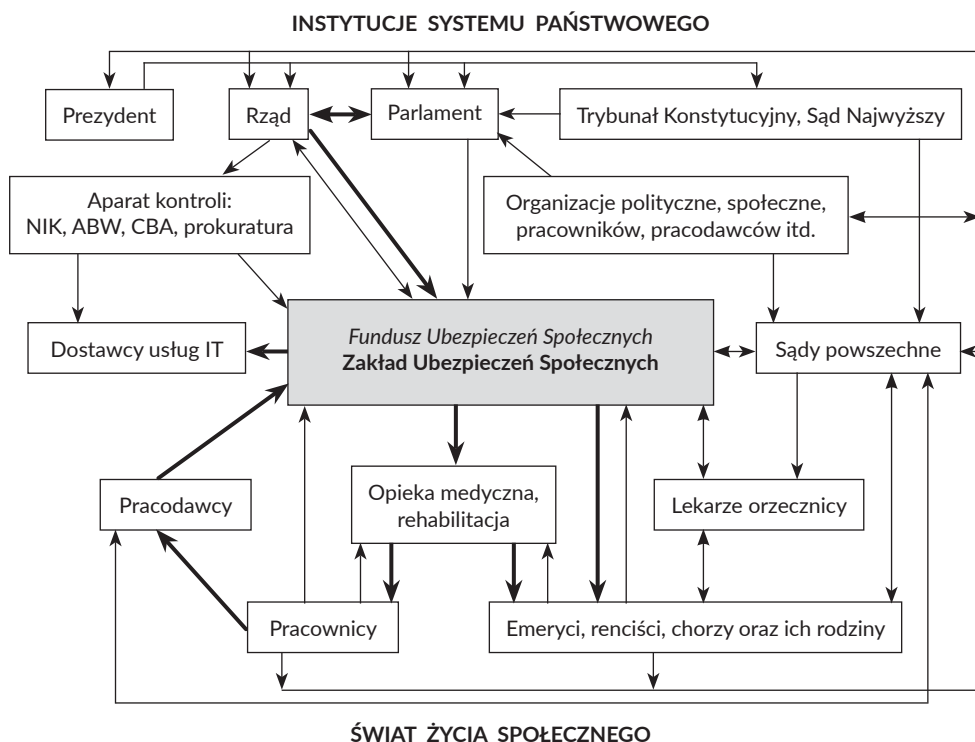 INSTYTUCJE SYSTEMU PAŃSTWOWEGO
Prezydent
Rząd
Parlament
Trybunał Konstytucyjny, Sąd Najwyższy
Aparat kontroli:
NIK, ABW, CBA, prokuratura
Organizacje polityczne, społeczne,
pracowników, pracodawców itd.
Dostawcy usług IT
Fundusz Ubezpieczeń Społecznych
Zakład Ubezpieczeń Społecznych
Sądy powszechne
Pracodawcy
Opieka medyczna,
rehabilitacja
Lekarze orzecznicy
Pracownicy
Emeryci, renciści, chorzy oraz ich rodziny
ŚWIAT ŻYCIA SPOŁECZNEGO